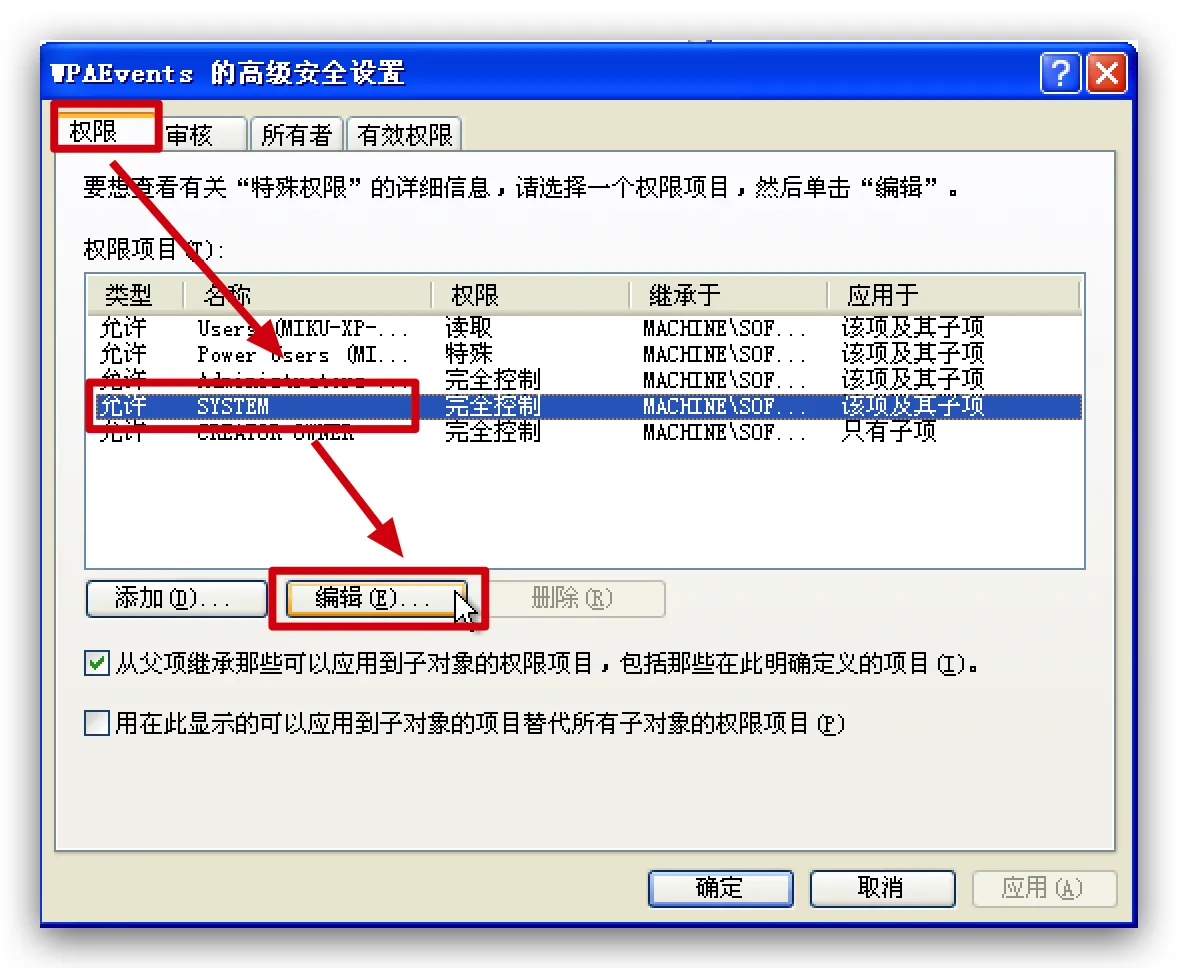 WPAEvents 的高级安全设置
权限 审核 所有者 有效权限
要想查看有关“特殊权限”的详细信息，请选择一个权限项目，然后单击“编辑”。
权限项目(T):
类型 名称 权限 继承于 应用于
允许 Users (MIKU-XP-... 读取 MACHINE\SOF... 该项及其子项
允许 Power Users (MI... 特殊 MACHINE\SOF... 该项及其子项
允许 Administrators ... 完全控制 MACHINE\SOF... 该项及其子项
允许 SYSTEM 完全控制 MACHINE\SOF... 该项及其子项
允许 CREATOR OWNER 完全控制 MACHINE\SOF... 只有子项
添加(D)... 编辑(E)... 删除(R)
从父项继承那些可以应用到子对象的权限项目，包括那些在此明确定义的项目(I)。
用在此显示的可以应用到子对象的项目替代所有子对象的权限项目(P)
确定 取消 应用(A)